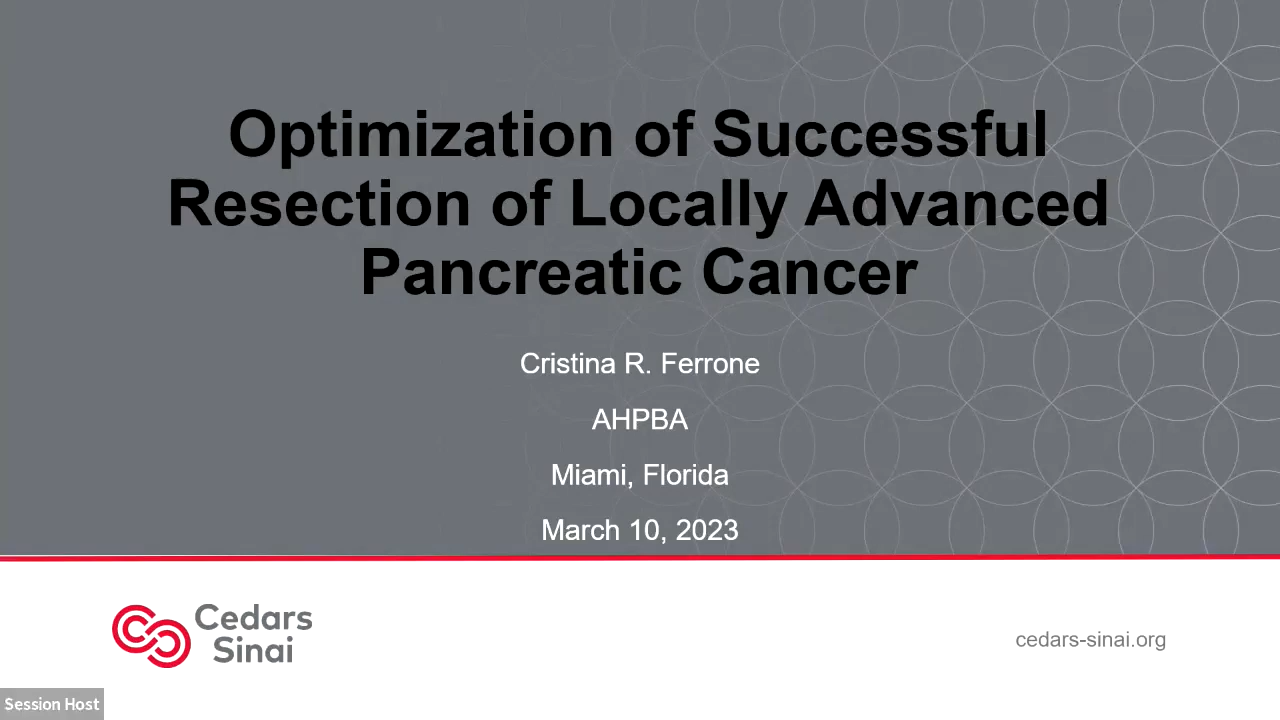 Optimization of Successful
Resection of Locally Advanced
Pancreatic Cancer
Cristina R. Ferrone
AHPBA
Miami, Florida
March 10, 2023
Cedars
Sinai
cedars-sinai.org
Session Host